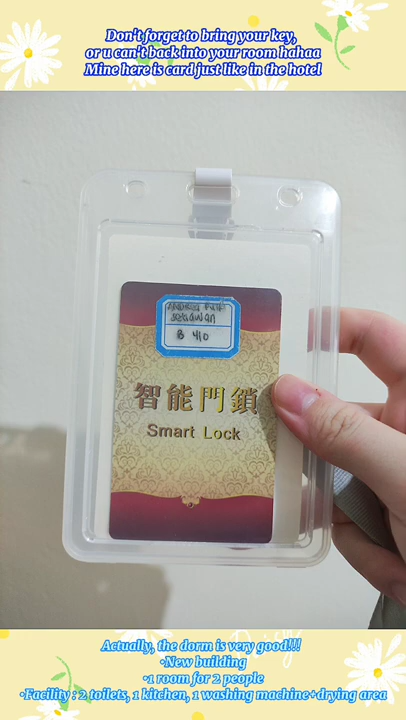 Don't forget to bring your key,
or u can't back into your room hahaa
Mine here is card just like in the hotel
Setiawan
B 410
智能門鎖
Smart Lock
Daisy
Actually, the dorm is very good!!!
•New building
•1 room for 2 people
•Facility : 2 toilets, 1 kitchen, 1 washing machine+drying area